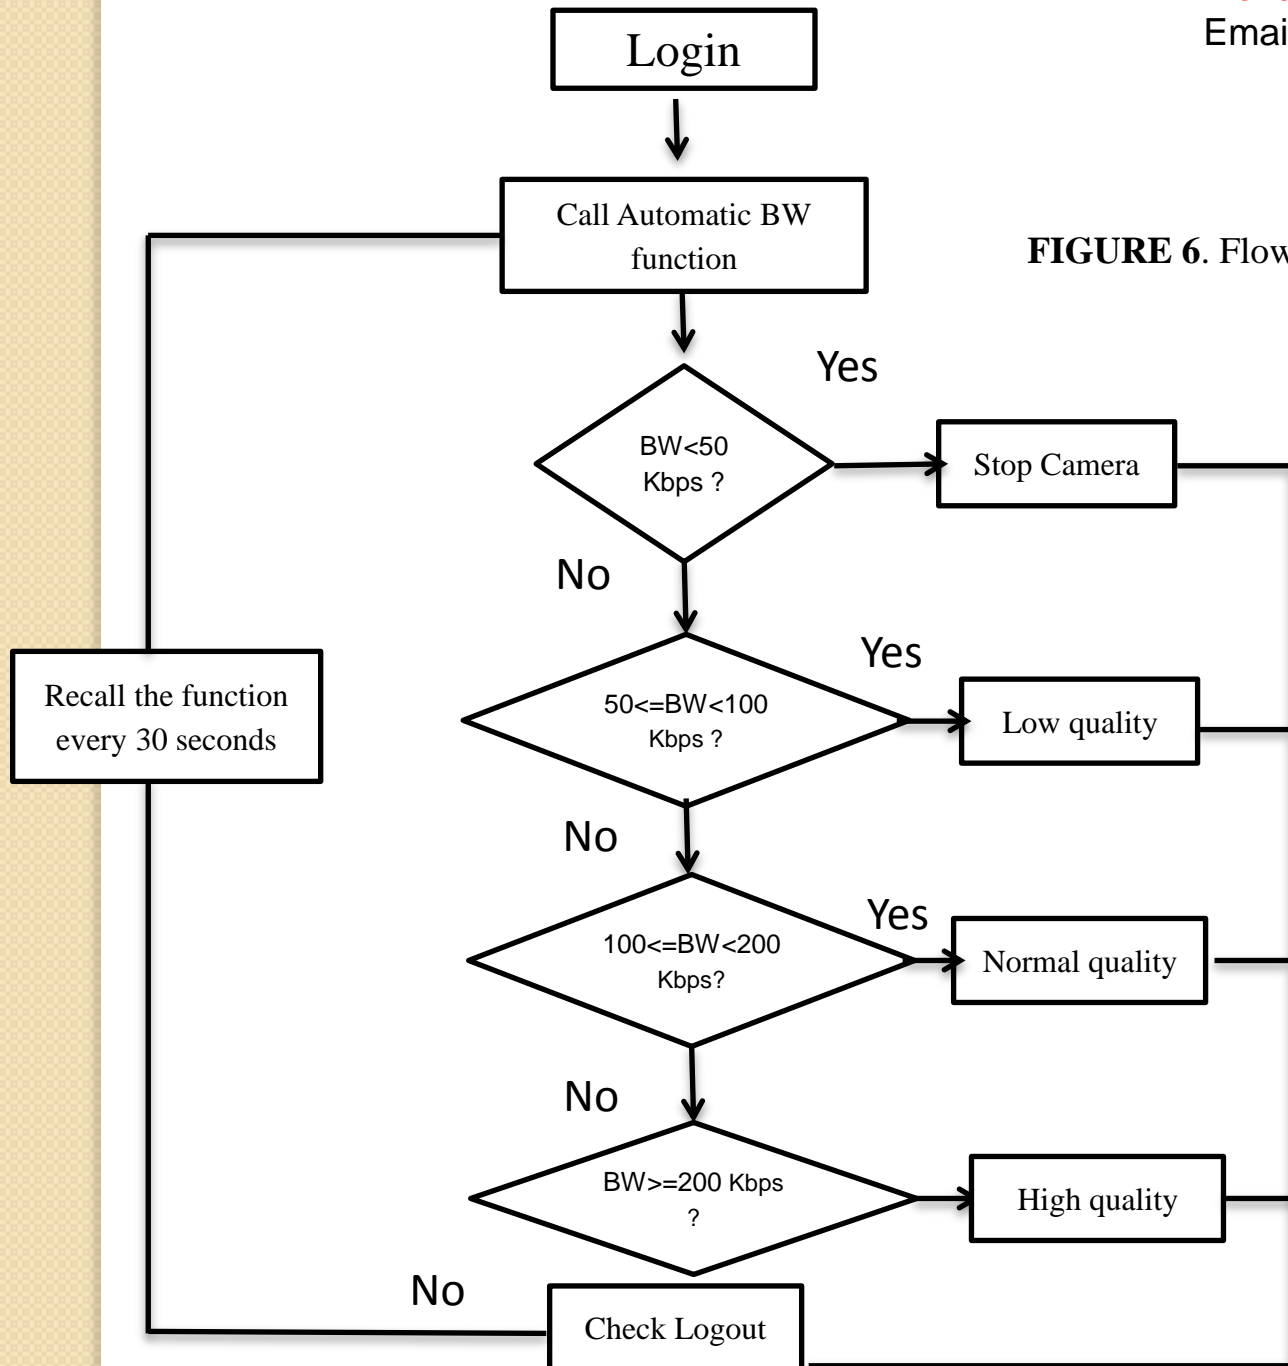 Login
Call Automatic BW
function
Yes
BW<50
Kbps ?
Stop Camera
No
Yes
50<=BW<100
Kbps ?
Low quality
Recall the function
every 30 seconds
No
Yes
100<=BW<200
Kbps?
Normal quality
No
BW>=200 Kbps
?
High quality
No
Check Logout
Emai
FIGURE 6. Flow